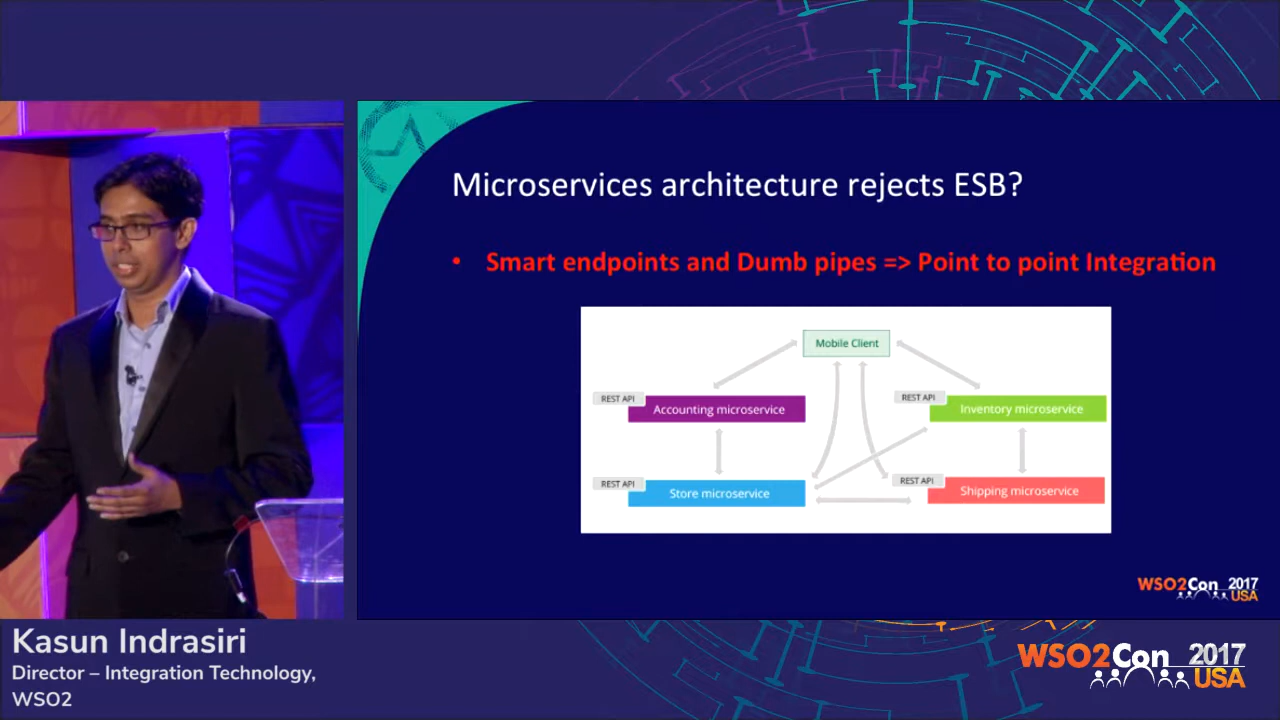 Microservices architecture rejects ESB?
• Smart endpoints and Dumb pipes => Point to point Integration
Mobile Client
REST API
Accounting microservice
REST API
Inventory microservice
REST API
Store microservice
REST API
Shipping microservice
WSO2Con 2017
USA
Kasun Indrasiri
Director – Integration Technology,
WSO2
WSO2Con 2017
USA